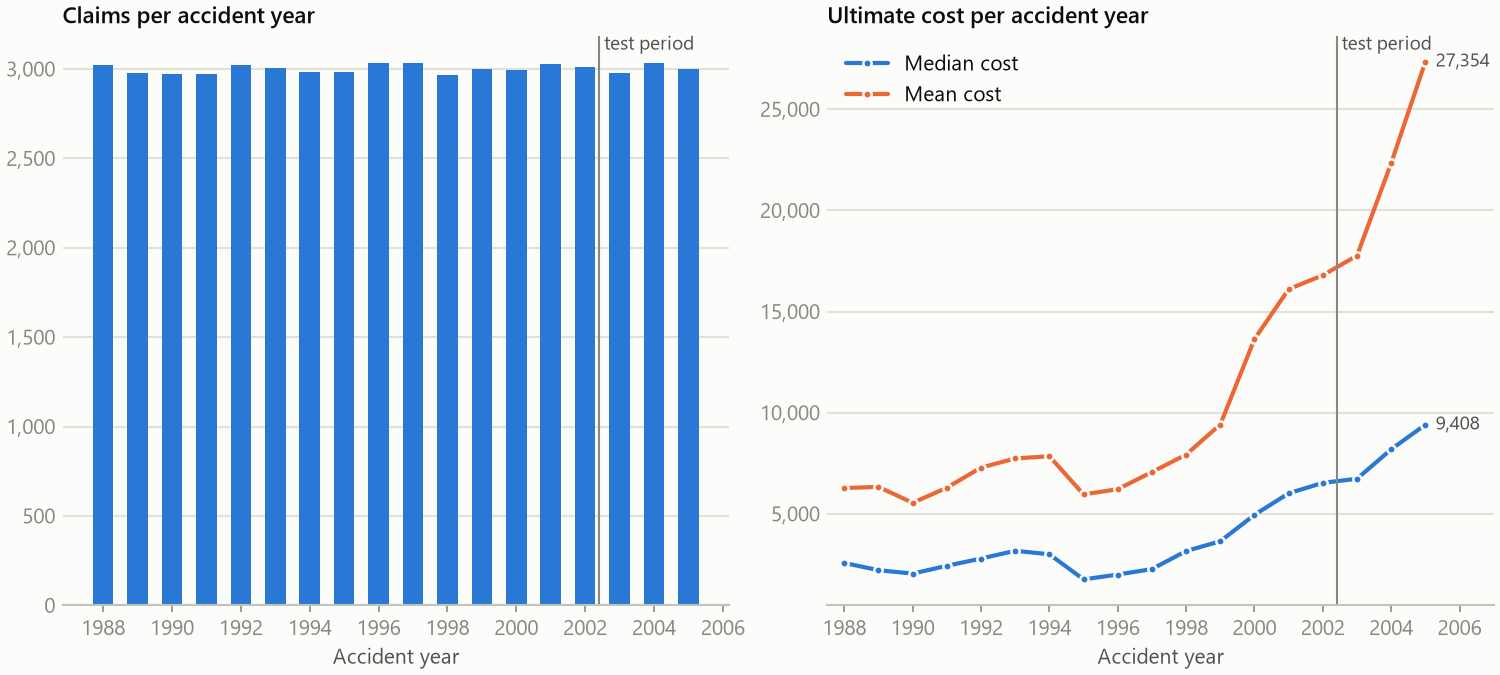 Claims per accident year
test period
3,000
2,500
2,000
1,500
1,000
500
0
1988 1990 1992 1994 1996 1998 2000 2002 2004 2006
Accident year
Ultimate cost per accident year
test period
Median cost
Mean cost
27,354
9,408
25,000
20,000
15,000
10,000
5,000
1988 1990 1992 1994 1996 1998 2000 2002 2004 2006
Accident year